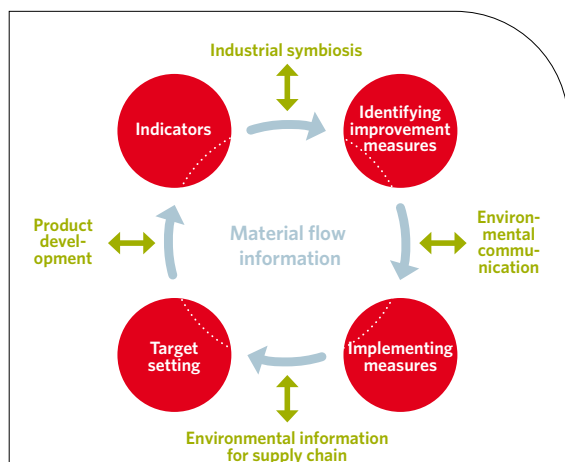 Industrial symbiosis
Indicators
Identifying
improvement
measures
Product
devel-
opment
Material flow
information
Environ-
mental
commu-
nication
Target
setting
Implementing
measures
Environmental information
for supply chain